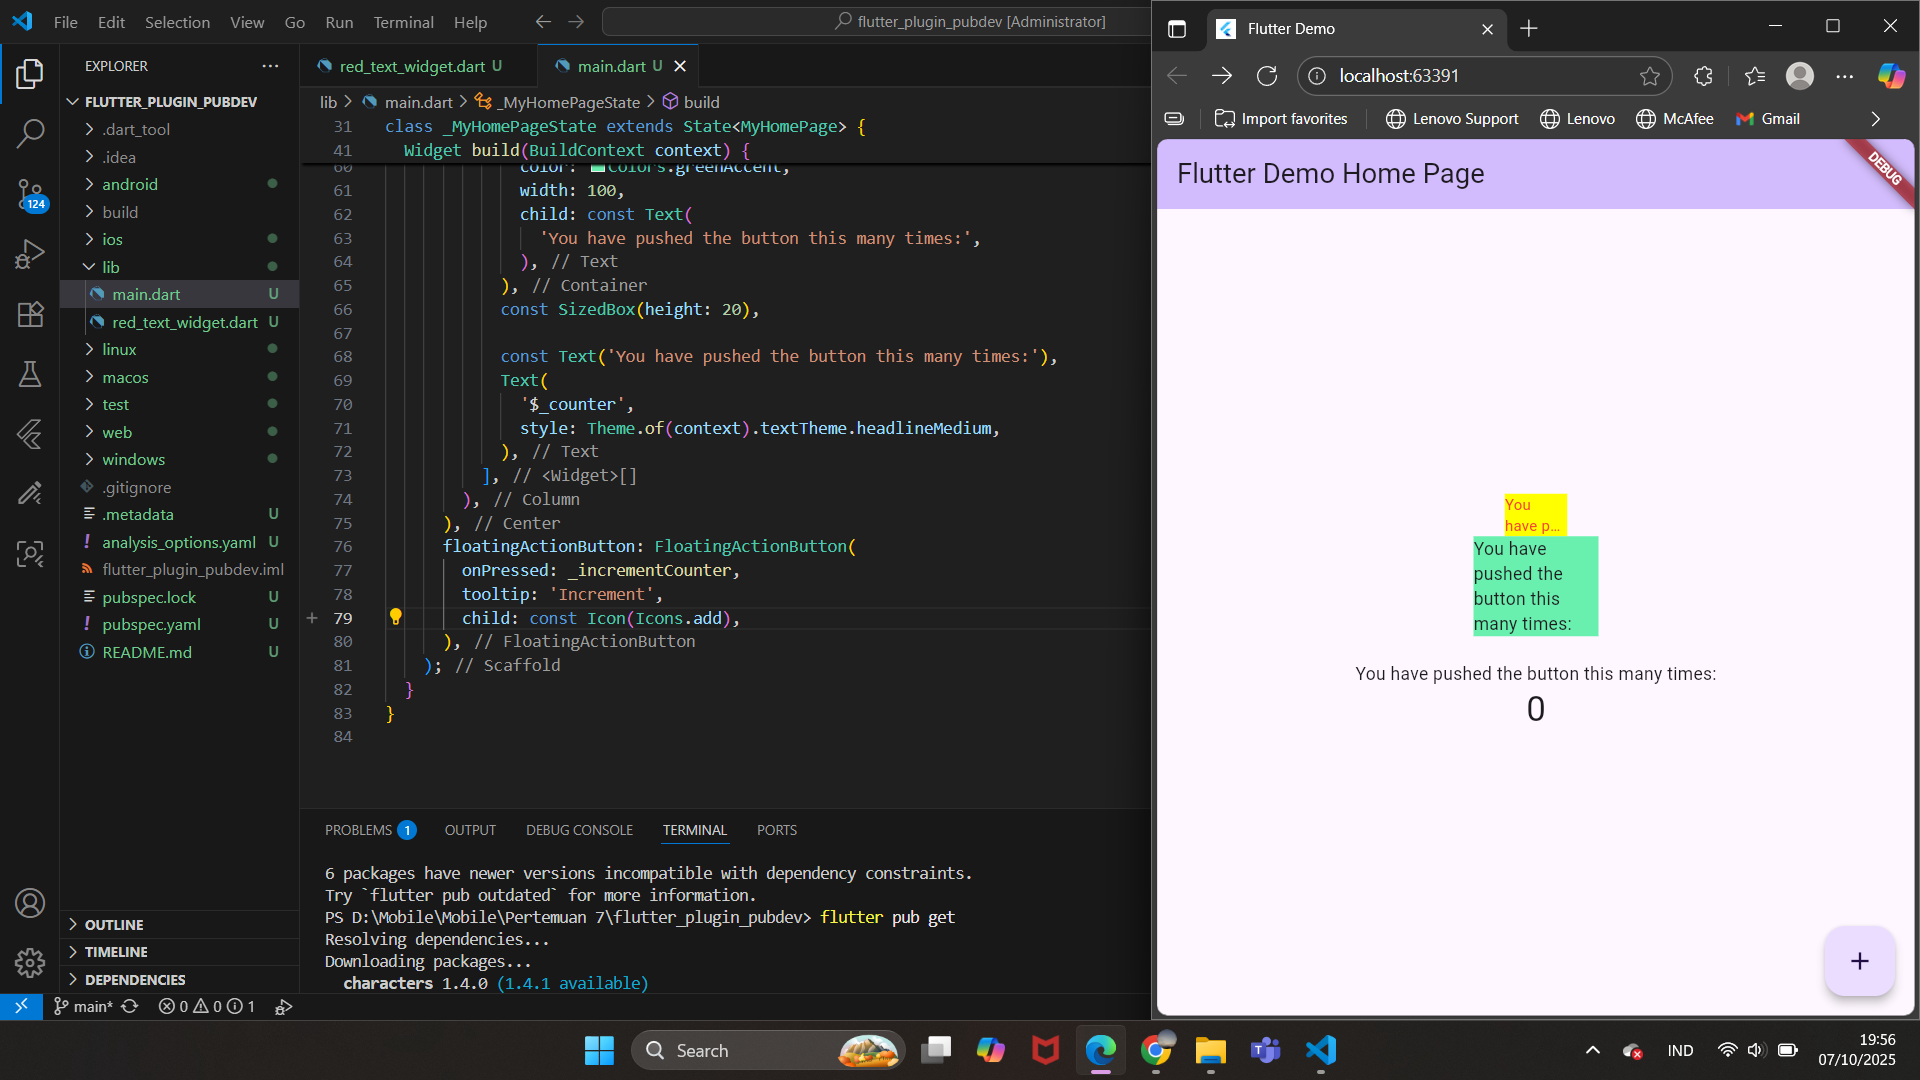 File Edit Selection View Go Run Terminal Help
flutter_plugin_pubdev [Administrator]
EXPLORER
FLUTTER_PLUGIN_PUBDEV
.dart_tool
.idea
android
build
ios
lib
main.dart U
red_text_widget.dart U
linux
macos
test
web
windows
.gitignore
.metadata U
analysis_options.yaml U
flutter_plugin_pubdev.iml
pubspec.lock U
pubspec.yaml U
README.md U
OUTLINE
TIMELINE
DEPENDENCIES
124
red_text_widget.dart U
main.dart U
lib > main.dart > _MyHomePageState > build
31 class _MyHomePageState extends State<MyHomePage> {
41 Widget build(BuildContext context) {
60 color: Colors.greenAccent,
61 width: 100,
62 child: const Text(
63 'You have pushed the button this many times:',
64 ), // Text
65 ), // Container
66 const SizedBox(height: 20),
67
68 const Text('You have pushed the button this many times:'),
69 Text(
70 '$_counter',
71 style: Theme.of(context).textTheme.headlineMedium,
72 ), // Text
73 ], // <Widget>[]
74 ), // Column
75 ), // Center
76 floatingActionButton: FloatingActionButton(
77 onPressed: _incrementCounter,
78 tooltip: 'Increment',
79 child: const Icon(Icons.add),
80 ), // FloatingActionButton
81 ); // Scaffold
82 }
83 }
84
PROBLEMS 1 OUTPUT DEBUG CONSOLE TERMINAL PORTS
6 packages have newer versions incompatible with dependency constraints.
Try `flutter pub outdated` for more information.
PS D:\Mobile\Mobile\Pertemuan 7\flutter_plugin_pubdev> flutter pub get
Resolving dependencies...
Downloading packages...
characters 1.4.0 (1.4.1 available)
main* 0 0 1
Flutter Demo
localhost:63391
Import favorites Lenovo Support Lenovo McAfee Gmail
Flutter Demo Home Page
DEBUG
You
have p...
You have
pushed the
button this
many times:
You have pushed the button this many times:
0
+
Search
IND
19:56
07/10/2025